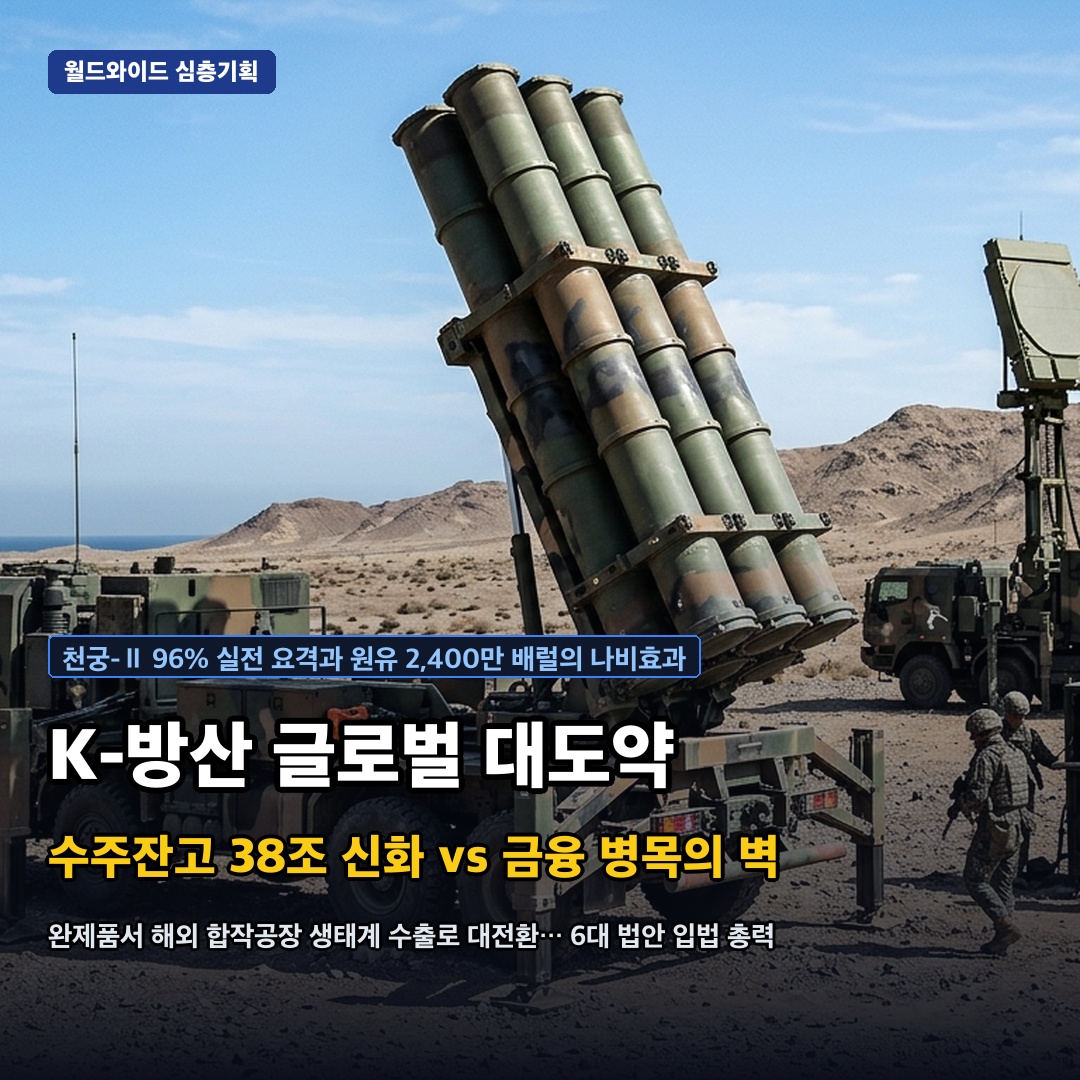 월드와이드 심층기획
천궁-Ⅱ 96% 실전 요격과 원유 2,400만 배럴의 나비효과
K-방산 글로벌 대도약
수주잔고 38조 신화 vs 금융 병목의 벽
완제품서 해외 합작공장 생태계 수출로 대전환… 6대 법안 입법 총력